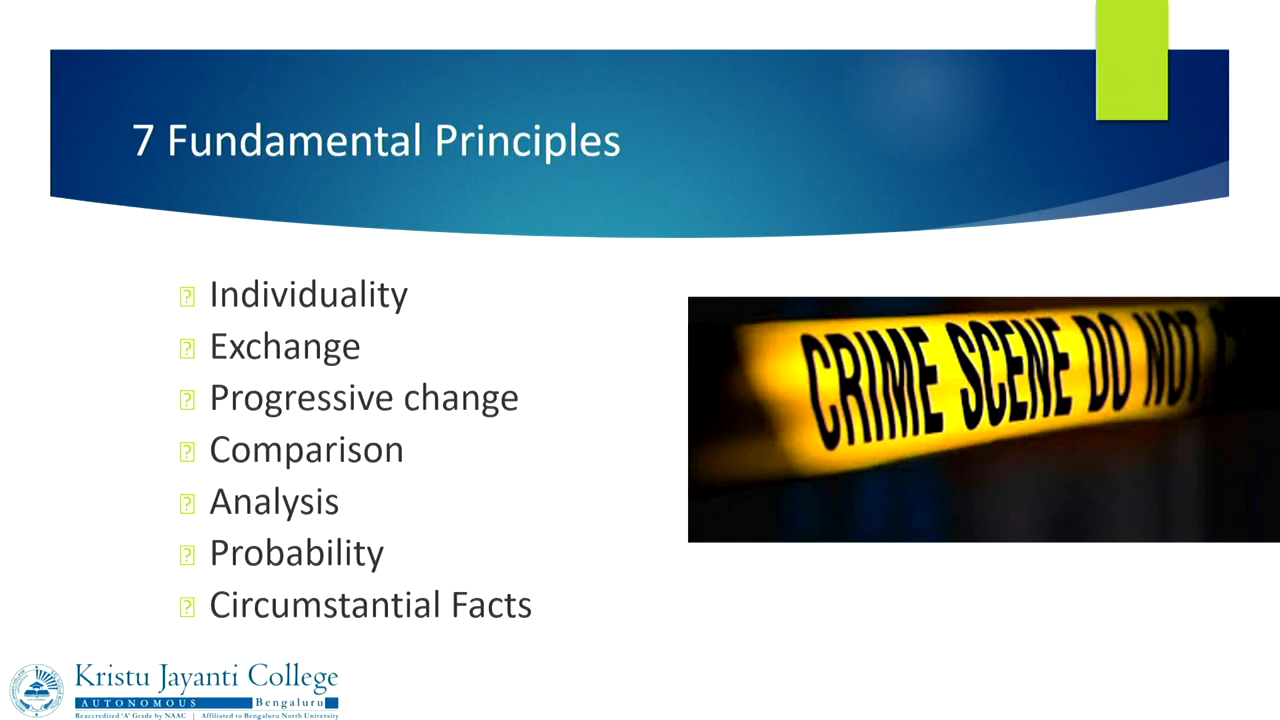 7 Fundamental Principles
Individuality
Exchange
Progressive change
Comparison
Analysis
Probability
Circumstantial Facts
CRIME SCENE DO NOT
Kristu Jayanti College
AUTONOMOUS Bengaluru
Reaccredited 'A' Grade by NAAC | Affiliated to Bengaluru North University